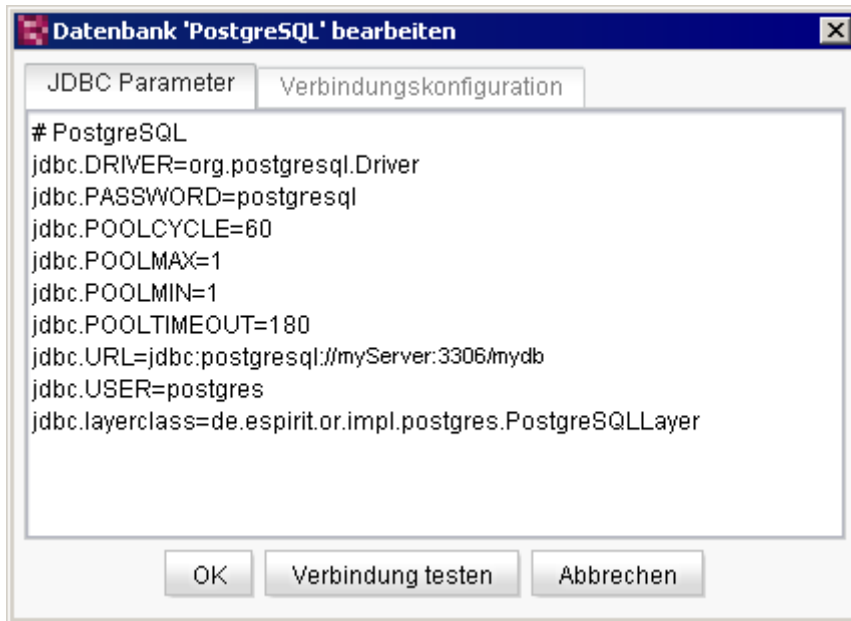 Datenbank 'PostgreSQL' bearbeiten
JDBC Parameter
Verbindungskonfiguration
# PostgreSQL
jdbc.DRIVER=org.postgresql.Driver
jdbc.PASSWORD=postgresql
jdbc.POOLCYCLE=60
jdbc.POOLMAX=1
jdbc.POOLMIN=1
jdbc.POOLTIMEOUT=180
jdbc.URL=jdbc:postgresql://myServer:3306/mydb
jdbc.USER=postgres
jdbc.layerclass=de.espirit.or.impl.postgres.PostgreSQLLayer
OK
Verbindung testen
Abbrechen